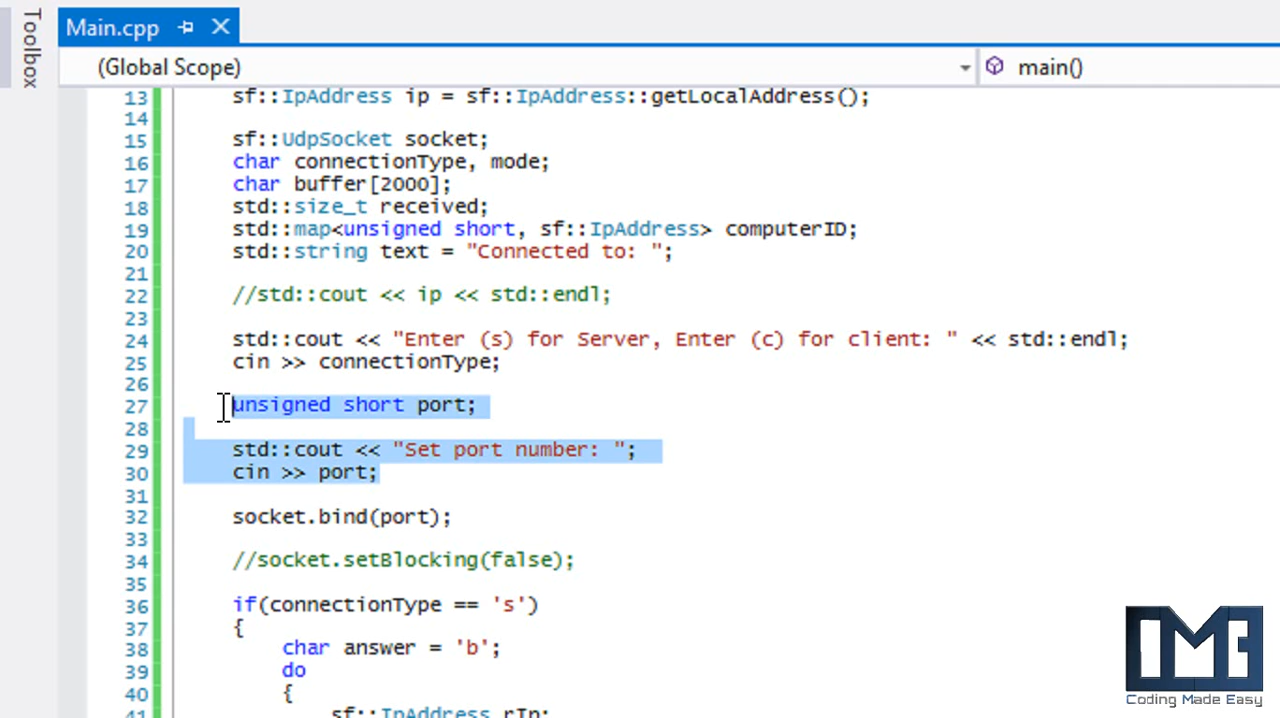 Toolbox
Main.cpp
(Global Scope)
main()
13 sf::IpAddress ip = sf::IpAddress::getLocalAddress();
14
15 sf::UdpSocket socket;
16 char connectionType, mode;
17 char buffer[2000];
18 std::size_t received;
19 std::map<unsigned short, sf::IpAddress> computerID;
20 std::string text = "Connected to: ";
21
22 //std::cout << ip << std::endl;
23
24 std::cout << "Enter (s) for Server, Enter (c) for client: " << std::endl;
25 cin >> connectionType;
26
27 unsigned short port;
28
29 std::cout << "Set port number: ";
30 cin >> port;
31
32 socket.bind(port);
33
34 //socket.setBlocking(false);
35
36 if(connectionType == 's')
37 {
38 char answer = 'b';
39 do
40 {
41 sf::IpAddress rIp;
Coding Made Easy